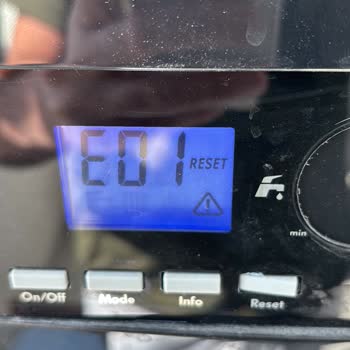 E01 RESET
min
On/Off Mode Info Reset